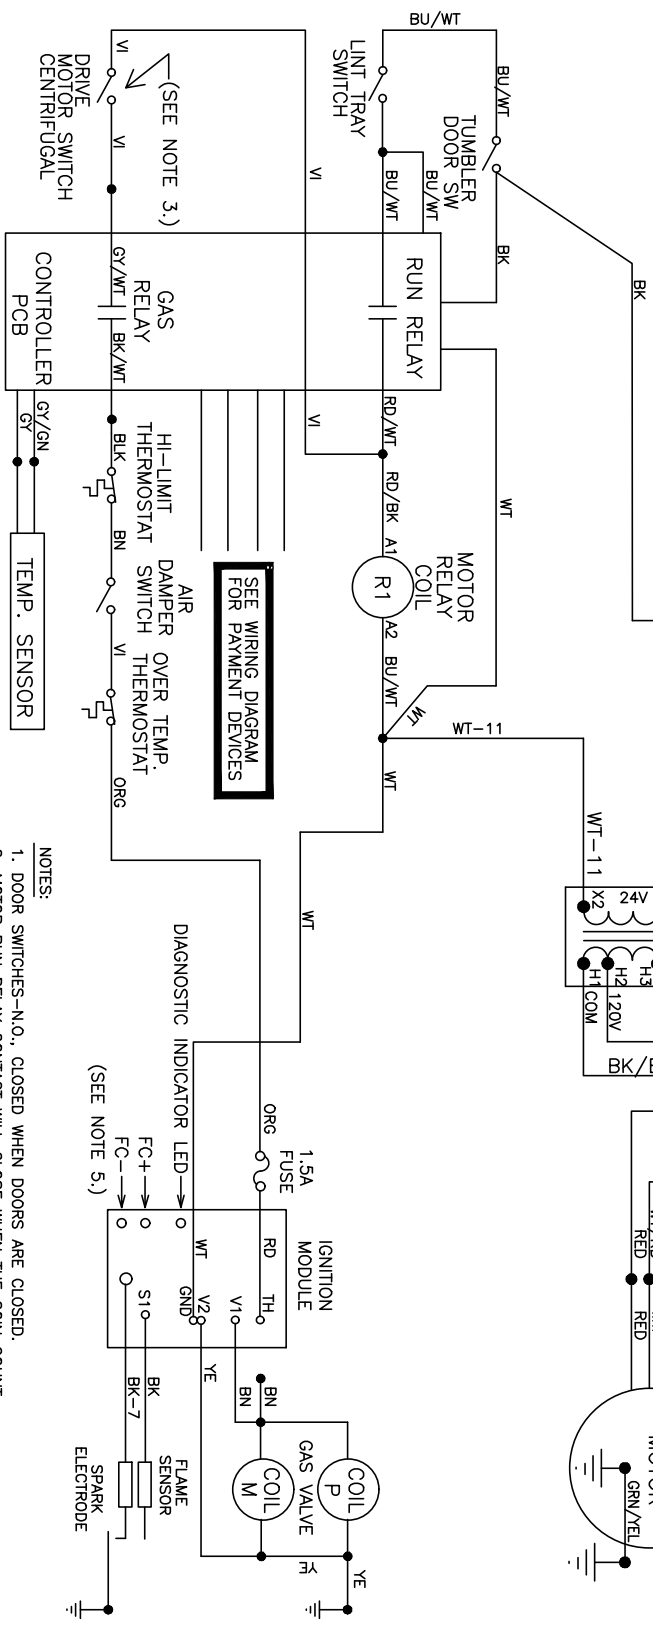 BU/WT
LINT TRAY
SWITCH
BU/WT
TUMBLER
DOOR SW
VI
VI
DRIVE
MOTOR SWITCH
CENTRIFUGAL
(SEE NOTE 3.)
VI
BU/WT
BU/WT
BK
BK
GY/WT
BK/WT
GAS
RELAY
RUN RELAY
CONTROLLER
PCB
WT
GY/GN
GY
TEMP. SENSOR
VI
RD/WT
RD/BK
A1
R1
A2
MOTOR
RELAY
COIL
BU/WT
WT
WT
WT-11
WT-11
BLK
HI-LIMIT
THERMOSTAT
BN
AIR
DAMPER
SWITCH
VI
OVER TEMP.
THERMOSTAT
ORG
SEE WIRING DIAGRAM
FOR PAYMENT DEVICES
X2
24V
H1
H2
H3
COM
120V
BK/B
WT
NOTES:
1. DOOR SWITCHES-N.O., CLOSED WHEN DOORS ARE CLOSED.
DIAGNOSTIC INDICATOR LED
FC+
FC-
(SEE NOTE 5.)
ORG
1.5A
FUSE
IGNITION
MODULE
WT
RD
TH
V1
V2
GND
S1
YE
BN
BN
BK
BK-7
GAS VALVE
COIL
P
COIL
M
FLAME
SENSOR
SPARK
ELECTRODE
YE
YE
RED
RED
MOTOR
GRN/YEL